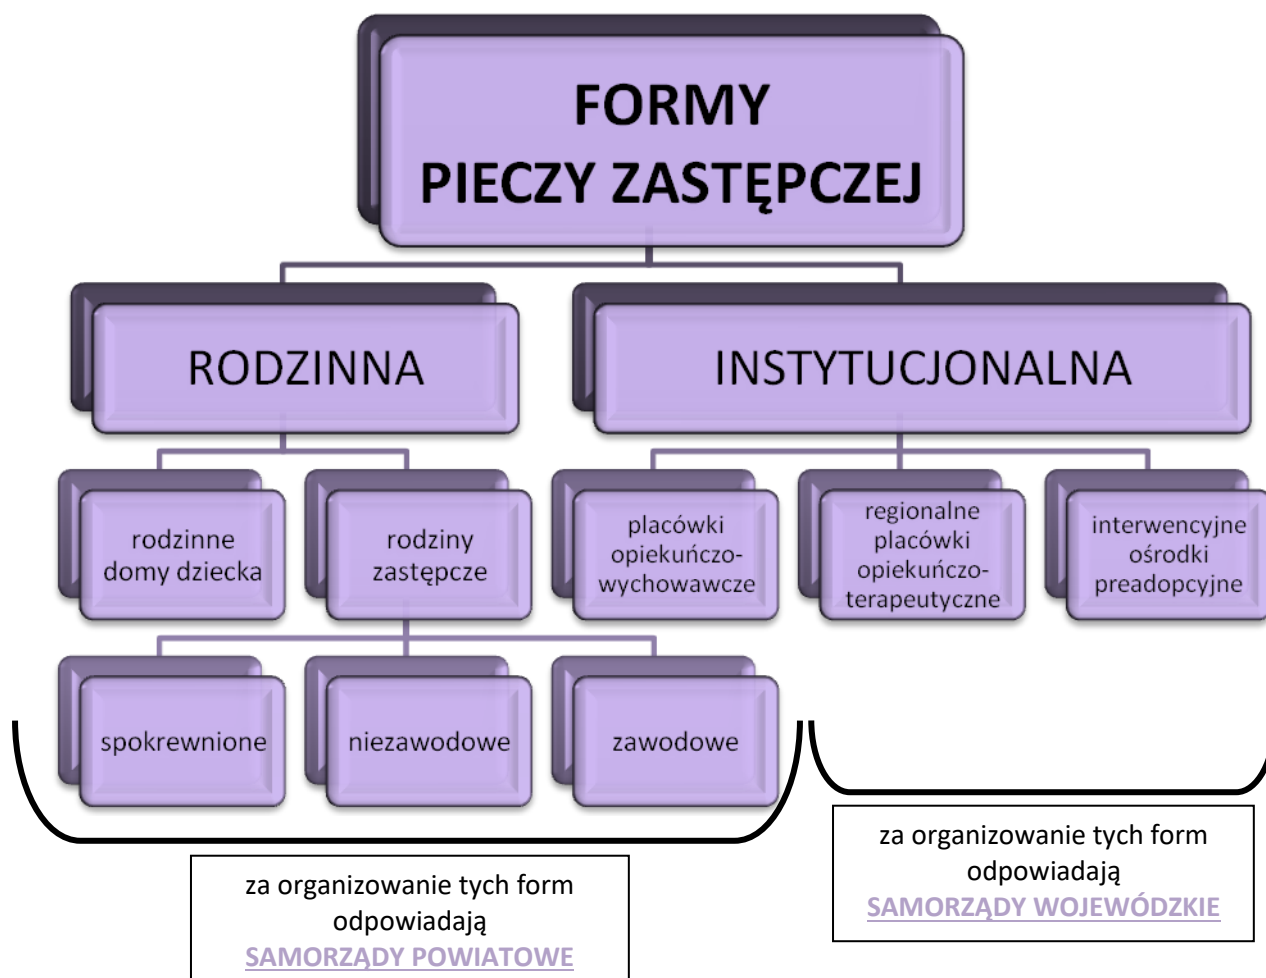 FORMY
PIECZY ZASTĘPCZEJ
RODZINNA
INSTYTUCJONALNA
rodzinne
domy dziecka
rodziny
zastępcze
placówki
opiekuńczo-
wychowawcze
regionalne
placówki
opiekuńczo-
terapeutyczne
interwencyjne
ośrodki
preadopcyjne
spokrewnione
niezawodowe
zawodowe
za organizowanie tych form
odpowiadają
SAMORZĄDY POWIATOWE
za organizowanie tych form
odpowiadają
SAMORZĄDY WOJEWÓDZKIE